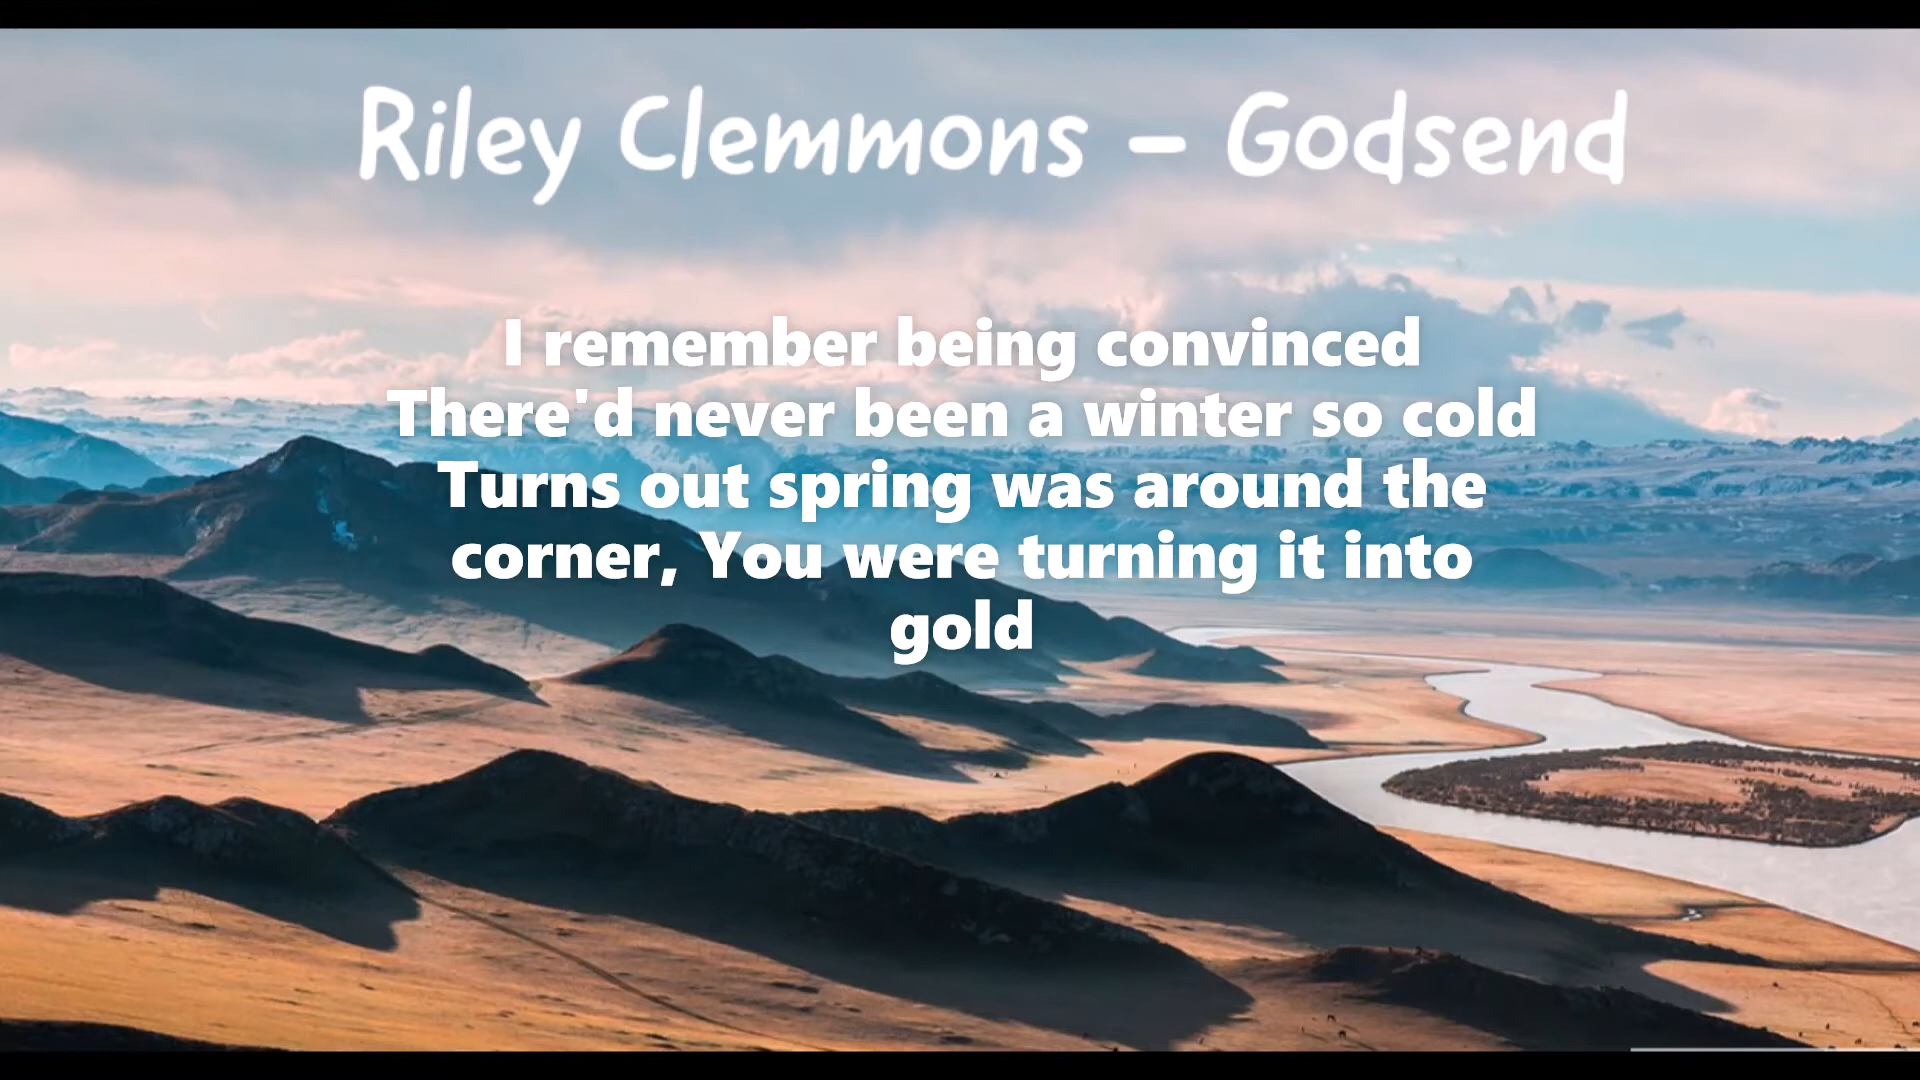 Riley Clemmons – Godsend
I remember being convinced
There'd never been a winter so cold
Turns out spring was around the
corner, You were turning it into
gold